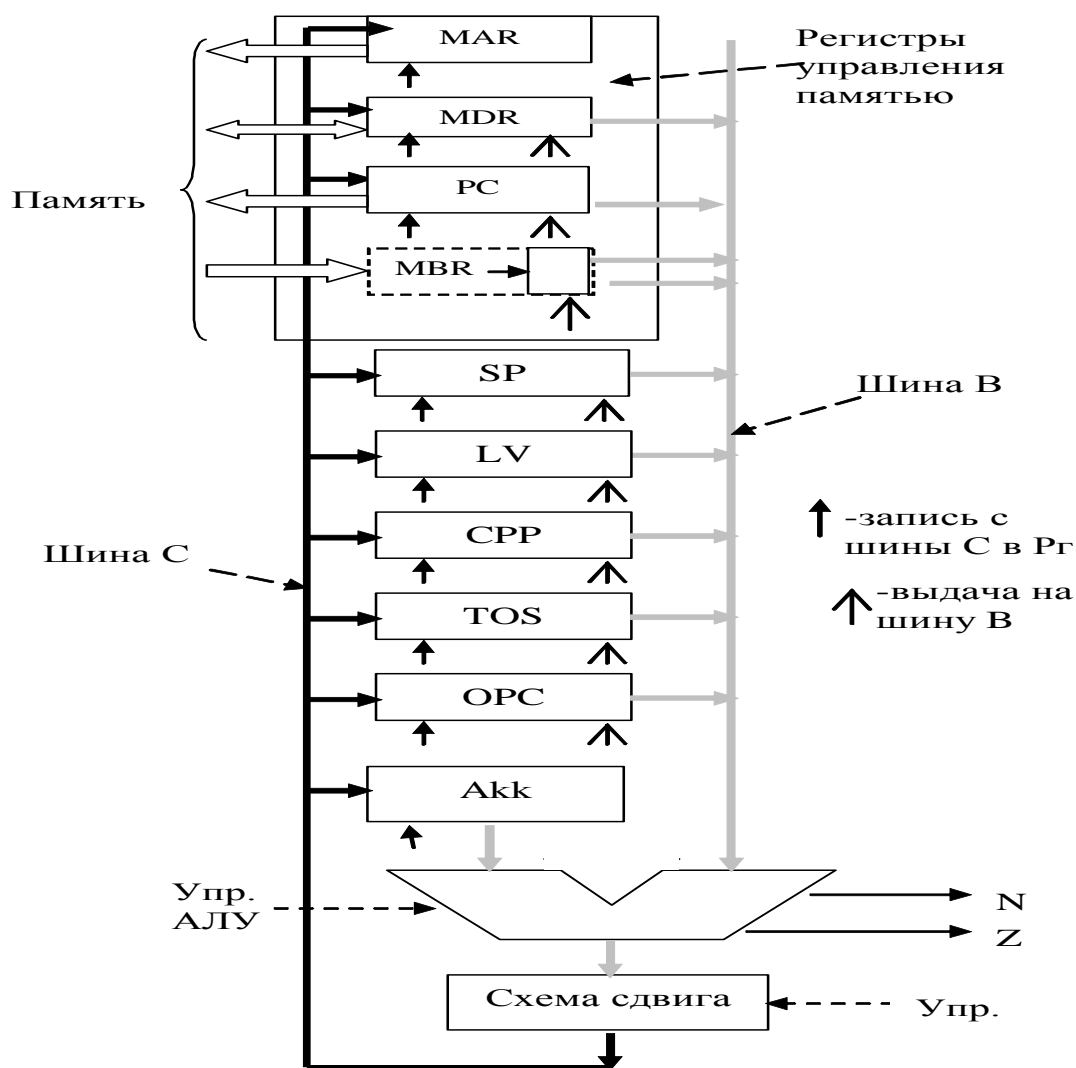 MAR
Регистры
управления
памятью
MDR
PC
Память
MBR
SP
Шина B
LV
-запись с
шины C в Рг
CPP
Шина C
-выдача на
шину B
TOS
OPC
Akk
Упр.
АЛУ
N
Z
Схема сдвига
Упр.